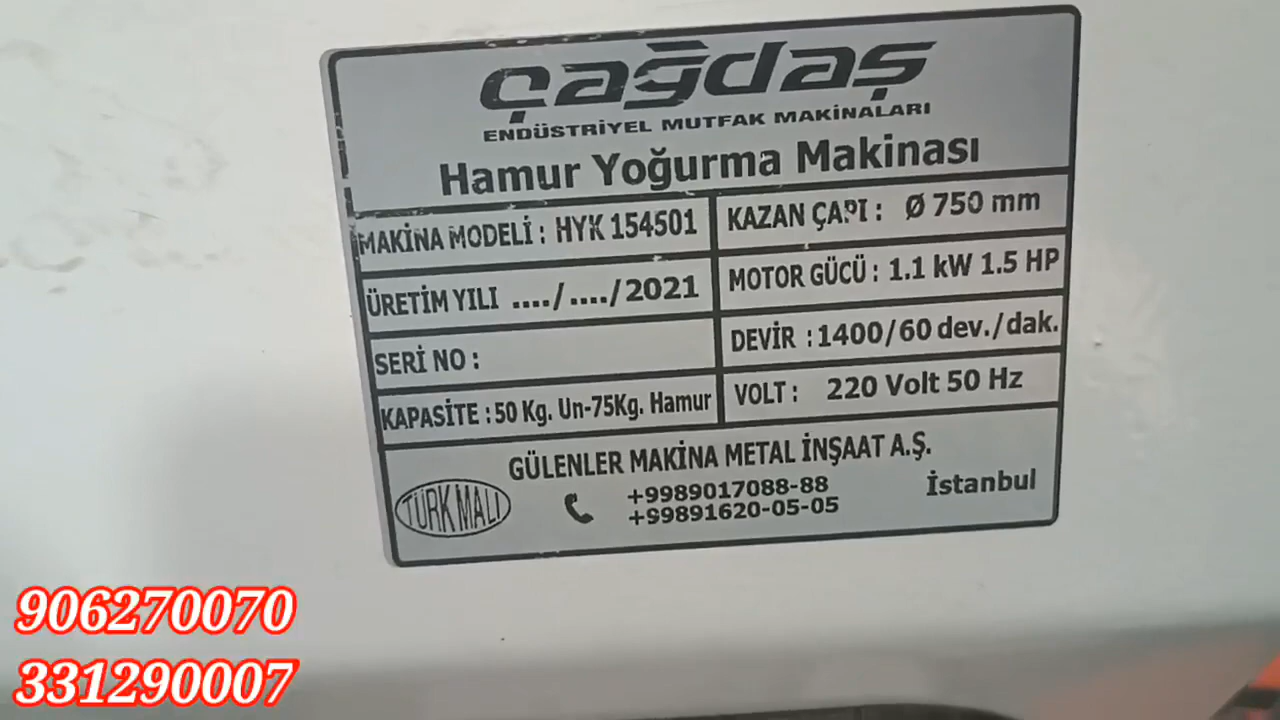 çağdaş
ENDÜSTRİYEL MUTFAK MAKİNALARI
Hamur Yoğurma Makinası
MAKİNA MODELİ : HYK 154501
KAZAN ÇAPI : Ø 750 mm
ÜRETİM YILI ..../..../2021
MOTOR GÜCÜ : 1.1 kW 1.5 HP
SERİ NO :
DEVİR : 1400/60 dev./dak.
KAPASİTE : 50 Kg. Un-75Kg. Hamur
VOLT : 220 Volt 50 Hz
GÜLENLER MAKİNA METAL İNŞAAT A.Ş.
TÜRK MALI
+9989017088-88
+99891620-05-05
İstanbul
906270070
331290007